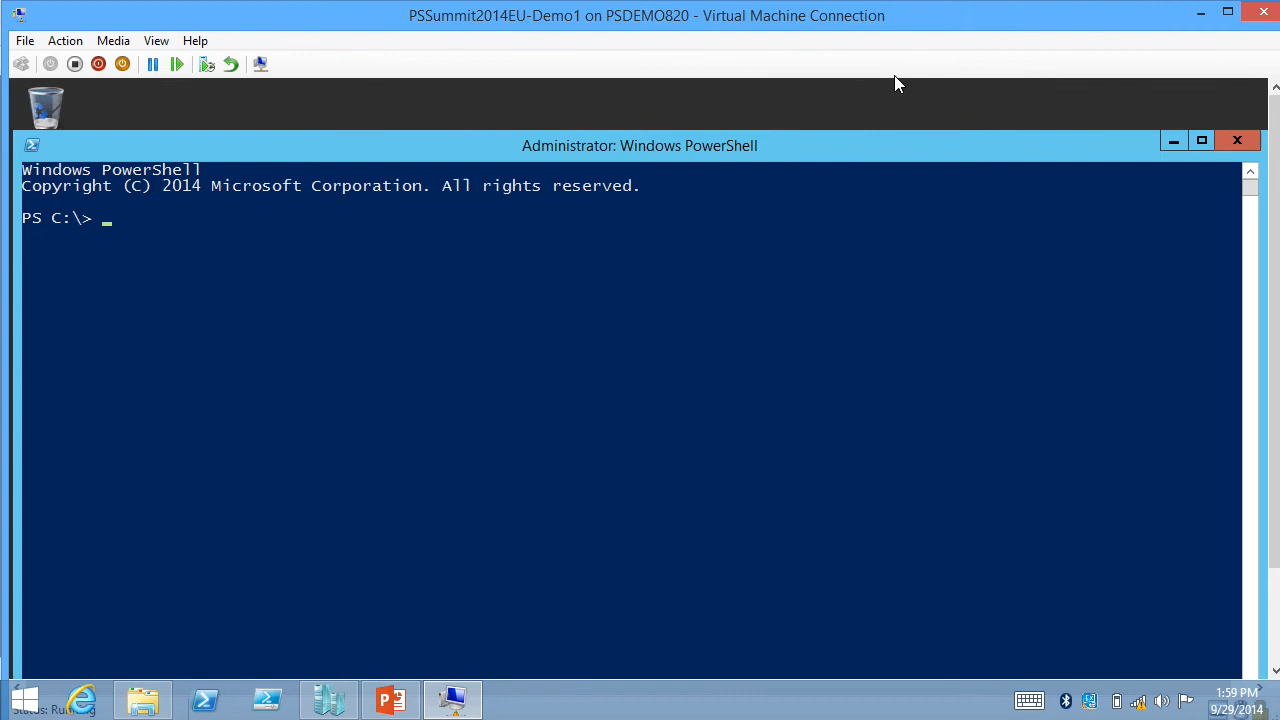 PSSummit2014EU-Demo1 on PSDEMO820 - Virtual Machine Connection
File Action Media View Help
Administrator: Windows PowerShell
Windows PowerShell
Copyright (C) 2014 Microsoft Corporation. All rights reserved.
PS C:\>
1:59 PM
9/29/2014